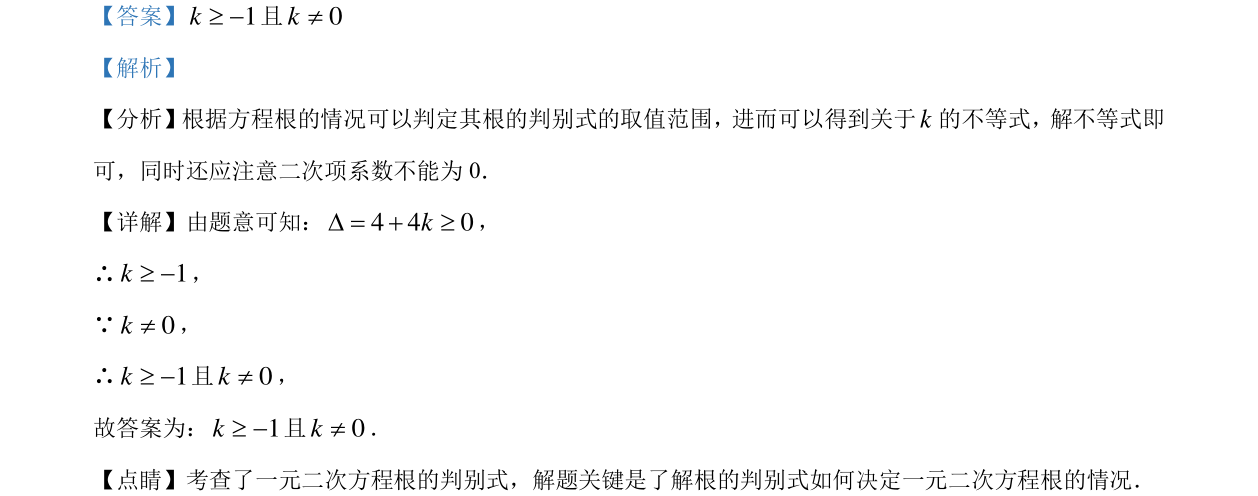 【答案】k ≥ −1且k ≠ 0
【解析】
【分析】根据方程根的情况可以判定其根的判别式的取值范围，进而可以得到关于k 的不等式，解不等式即
可，同时还应注意二次项系数不能为 0．
【详解】由题意可知：Δ = 4 + 4k ≥ 0，
∴ k ≥ −1，
∵ k ≠ 0，
∴ k ≥ −1且k ≠ 0，
故答案为：k ≥ −1且k ≠ 0．
【点睛】考查了一元二次方程根的判别式，解题关键是了解根的判别式如何决定一元二次方程根的情况．